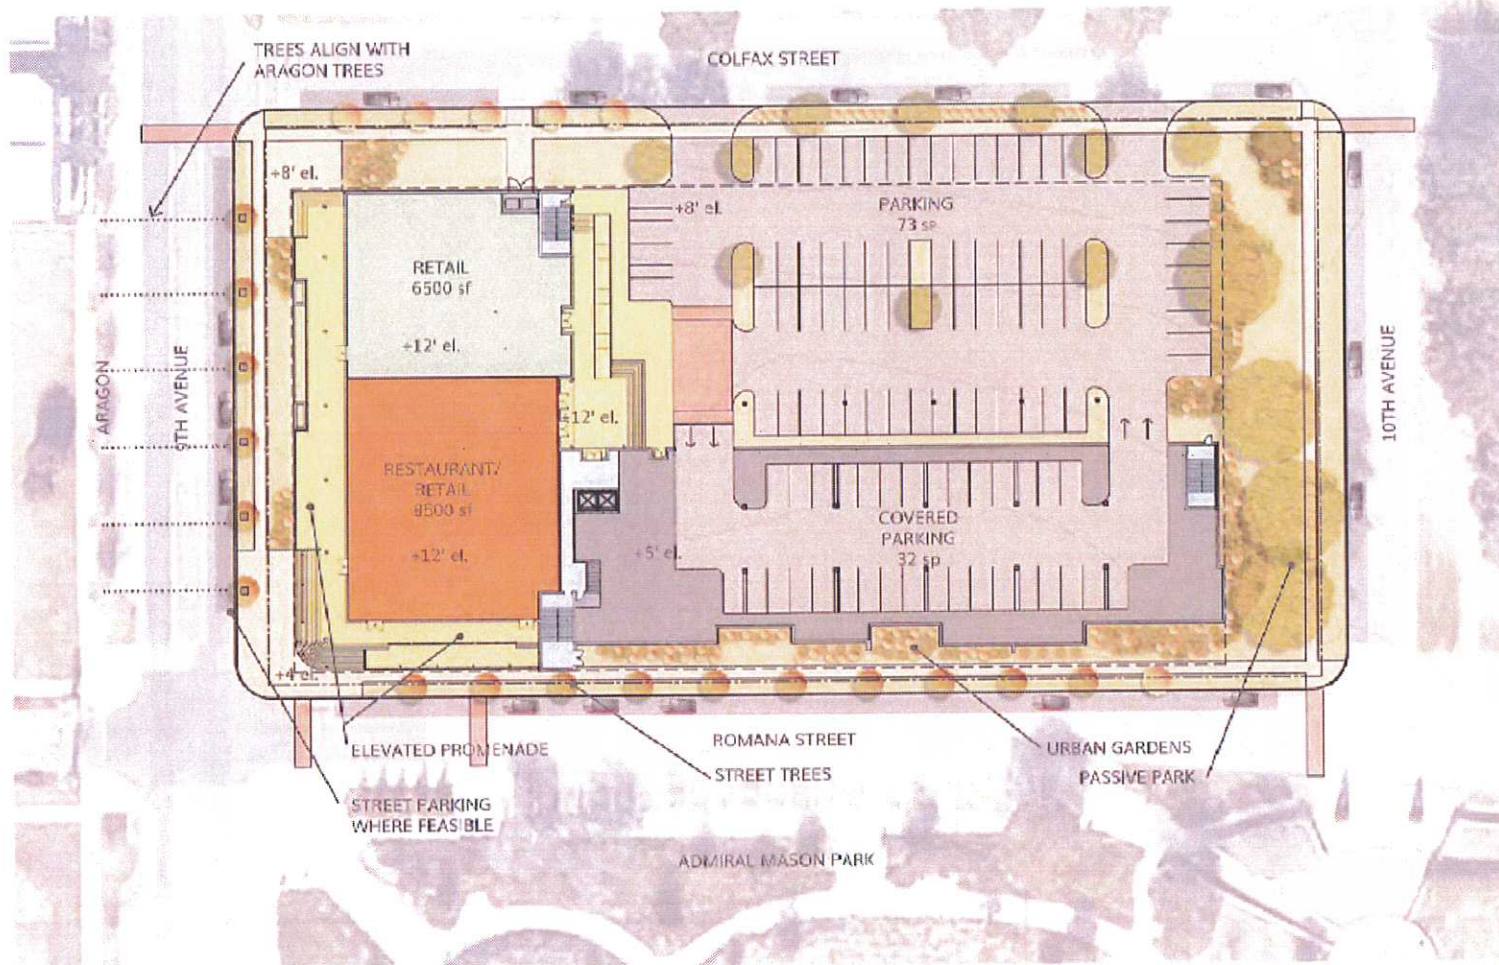 TREES ALIGN WITH
ARAGON TREES
COLFAX STREET
+8' el.
+8' el.
PARKING
73 sp
RETAIL
6500 sf
+12' el.
ARAGON
9TH AVENUE
10TH AVENUE
+12' el.
RESTAURANT/
RETAIL
8500 sf
+12' el.
+5' el.
COVERED
PARKING
32 sp
+4' el.
ELEVATED PROMENADE
ROMANA STREET
STREET TREES
URBAN GARDENS
PASSIVE PARK
STREET PARKING
WHERE FEASIBLE
ADMIRAL MASON PARK